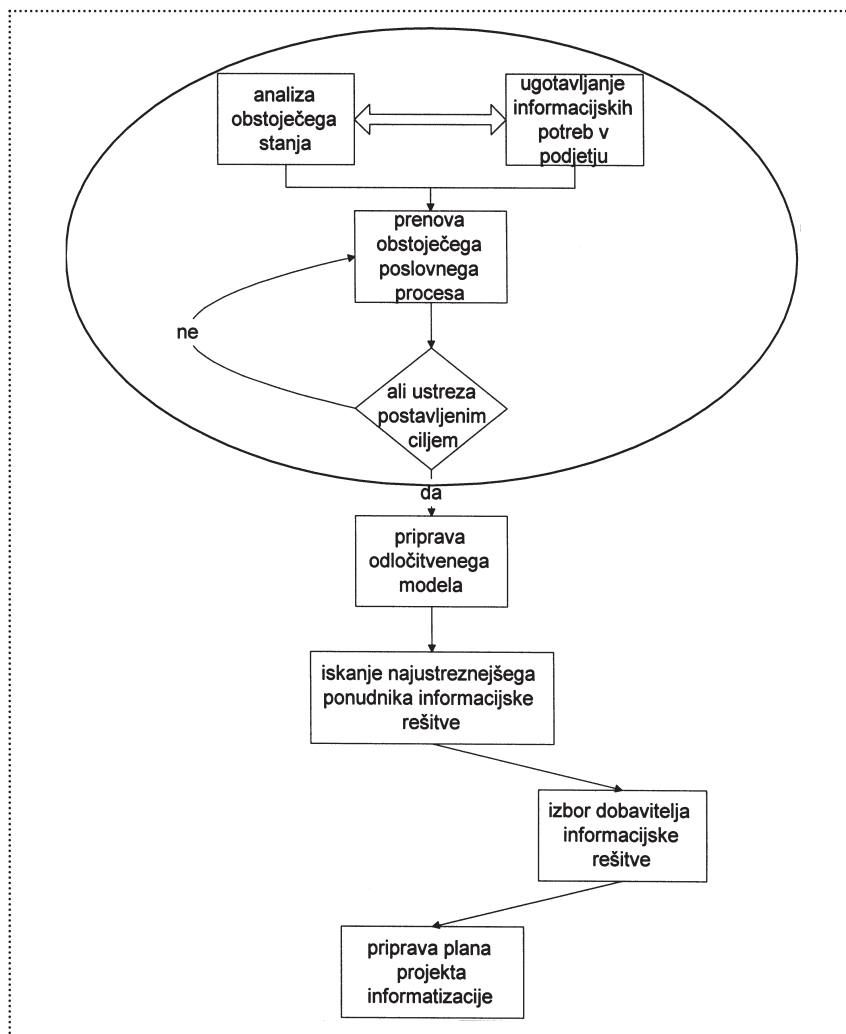 analiza
obstoječega
stanja
ugotavljanje
informacijskih
potreb v
podjetju
prenova
obstoječega
poslovnega
procesa
ne
ali ustreza
postavljenim
ciljem
da
priprava
odločitvenega
modela
iskanje najustreznejšega
ponudnika informacijske
rešitve
izbor dobavitelja
informacijske
rešitve
priprava plana
projekta
informatizacije